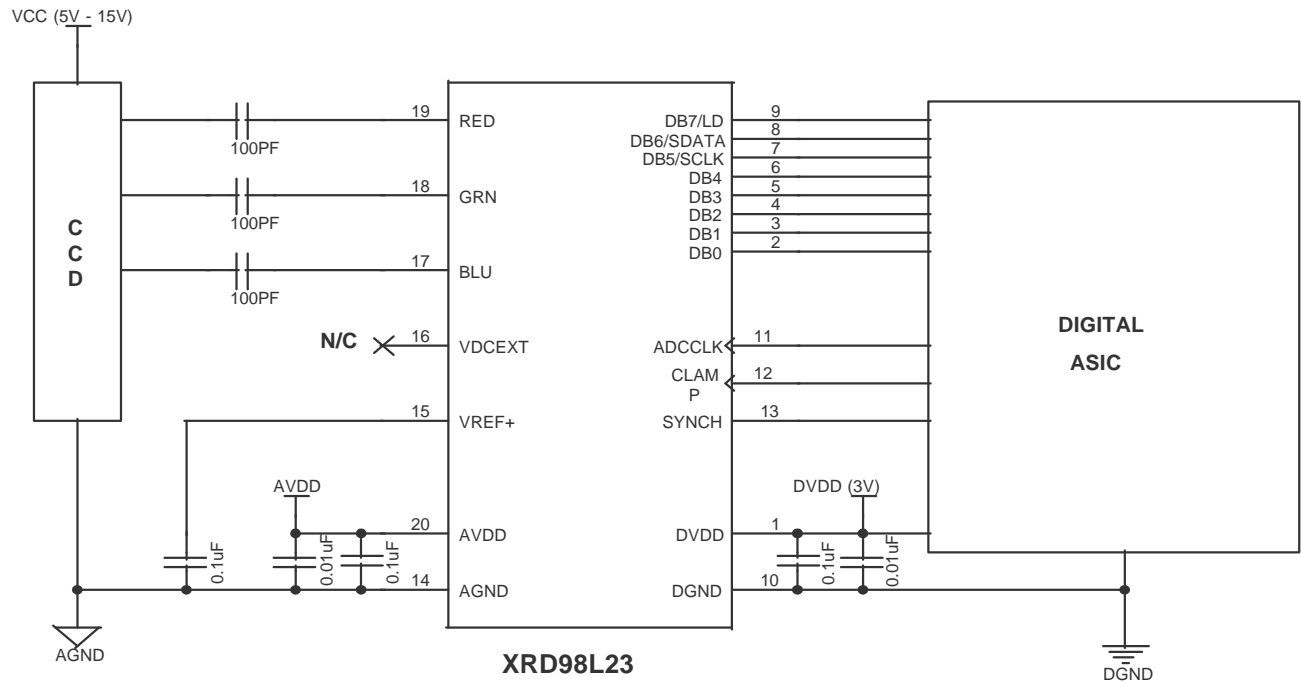 VCC (5V - 15V)
C
C
D
100PF
100PF
100PF
N/C
19
18
17
16
15
20
14
RED
GRN
BLU
VDCEXT
VREF+
AVDD
AGND
AVDD
0.1uF
0.01uF
0.1uF
AGND
DB7/LD
DB6/SDATA
DB5/SCLK
DB4
DB3
DB2
DB1
DB0
ADCCLK
CLAM
P
SYNCH
DVDD
DGND
9
8
7
6
5
4
3
2
11
12
13
1
10
DVDD (3V)
0.1uF
0.01uF
DIGITAL
ASIC
DGND
XRD98L23